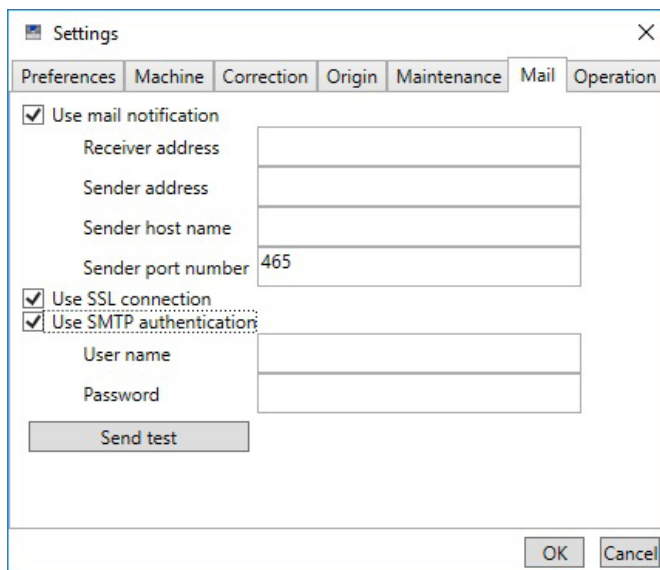 Settings
Preferences Machine Correction Origin Maintenance Mail Operation
Use mail notification
Receiver address
Sender address
Sender host name
Sender port number 465
Use SSL connection
Use SMTP authentication
User name
Password
Send test
OK Cancel